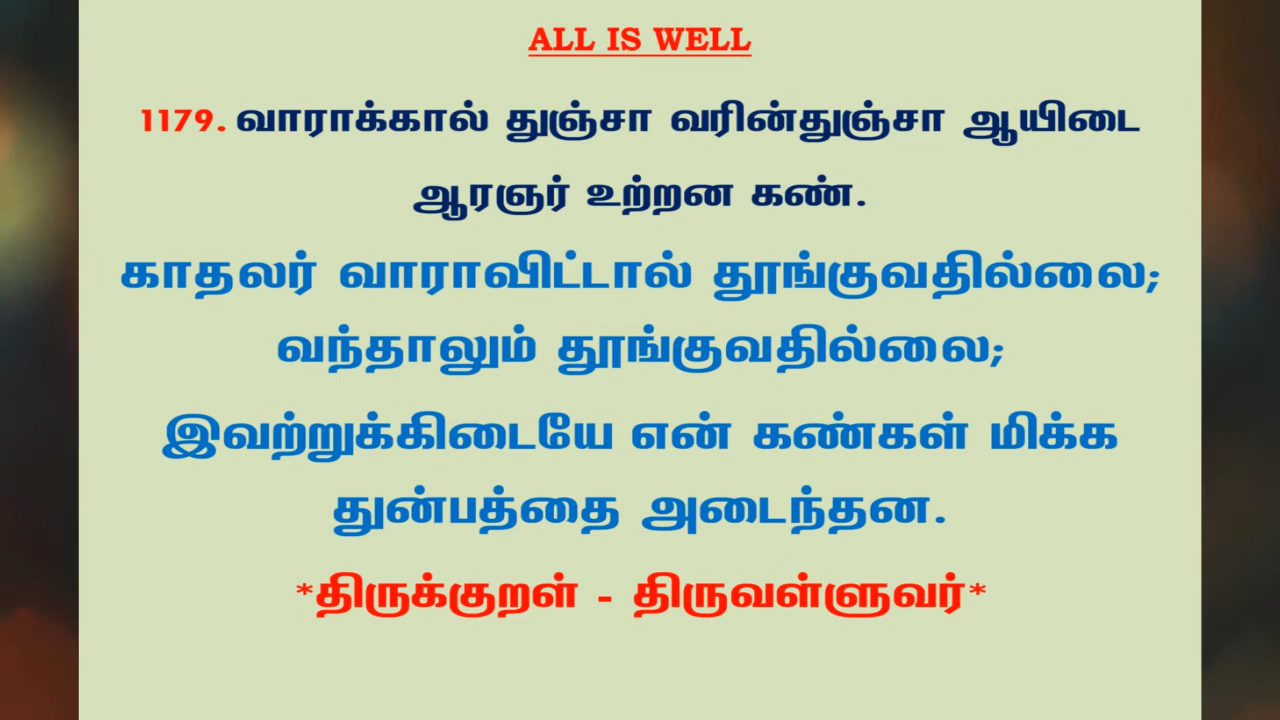 ALL IS WELL
1179. வாராக்கால் துஞ்சா வரின்துஞ்சா ஆயிடை
ஆரஞர் உற்றன கண்.
காதலர் வாராவிட்டால் தூங்குவதில்லை;
வந்தாலும் தூங்குவதில்லை;
இவற்றுக்கிடையே என் கண்கள் மிக்க
துன்பத்தை அடைந்தன.
*திருக்குறள் - திருவள்ளுவர்*